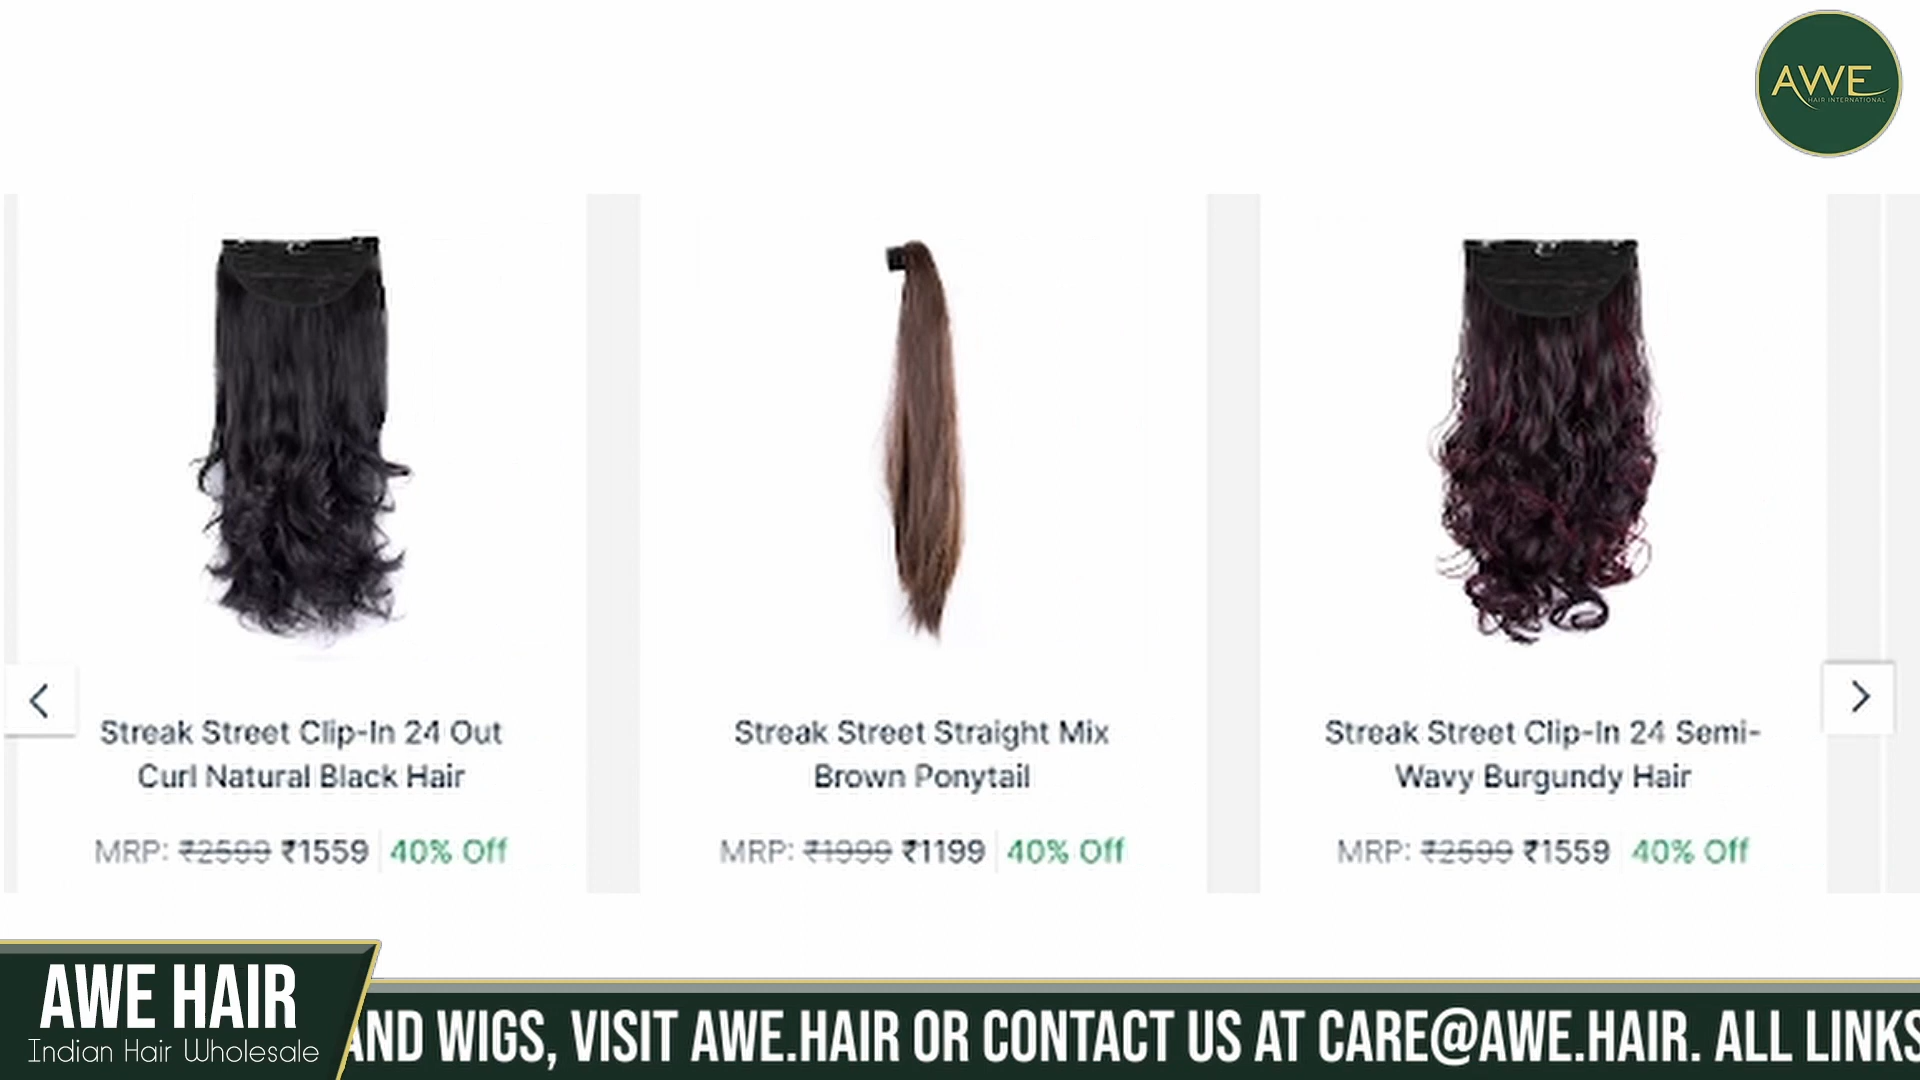 AWE
HAIR INTERNATIONAL
Streak Street Clip-In 24 Out
Curl Natural Black Hair
MRP: ₹2599 ₹1559 40% Off
Streak Street Straight Mix
Brown Ponytail
MRP: ₹1999 ₹1199 40% Off
Streak Street Clip-In 24 Semi-
Wavy Burgundy Hair
MRP: ₹2599 ₹1559 40% Off
AWE HAIR
Indian Hair Wholesale
AND WIGS, VISIT AWE.HAIR OR CONTACT US AT CARE@AWE.HAIR. ALL LINKS